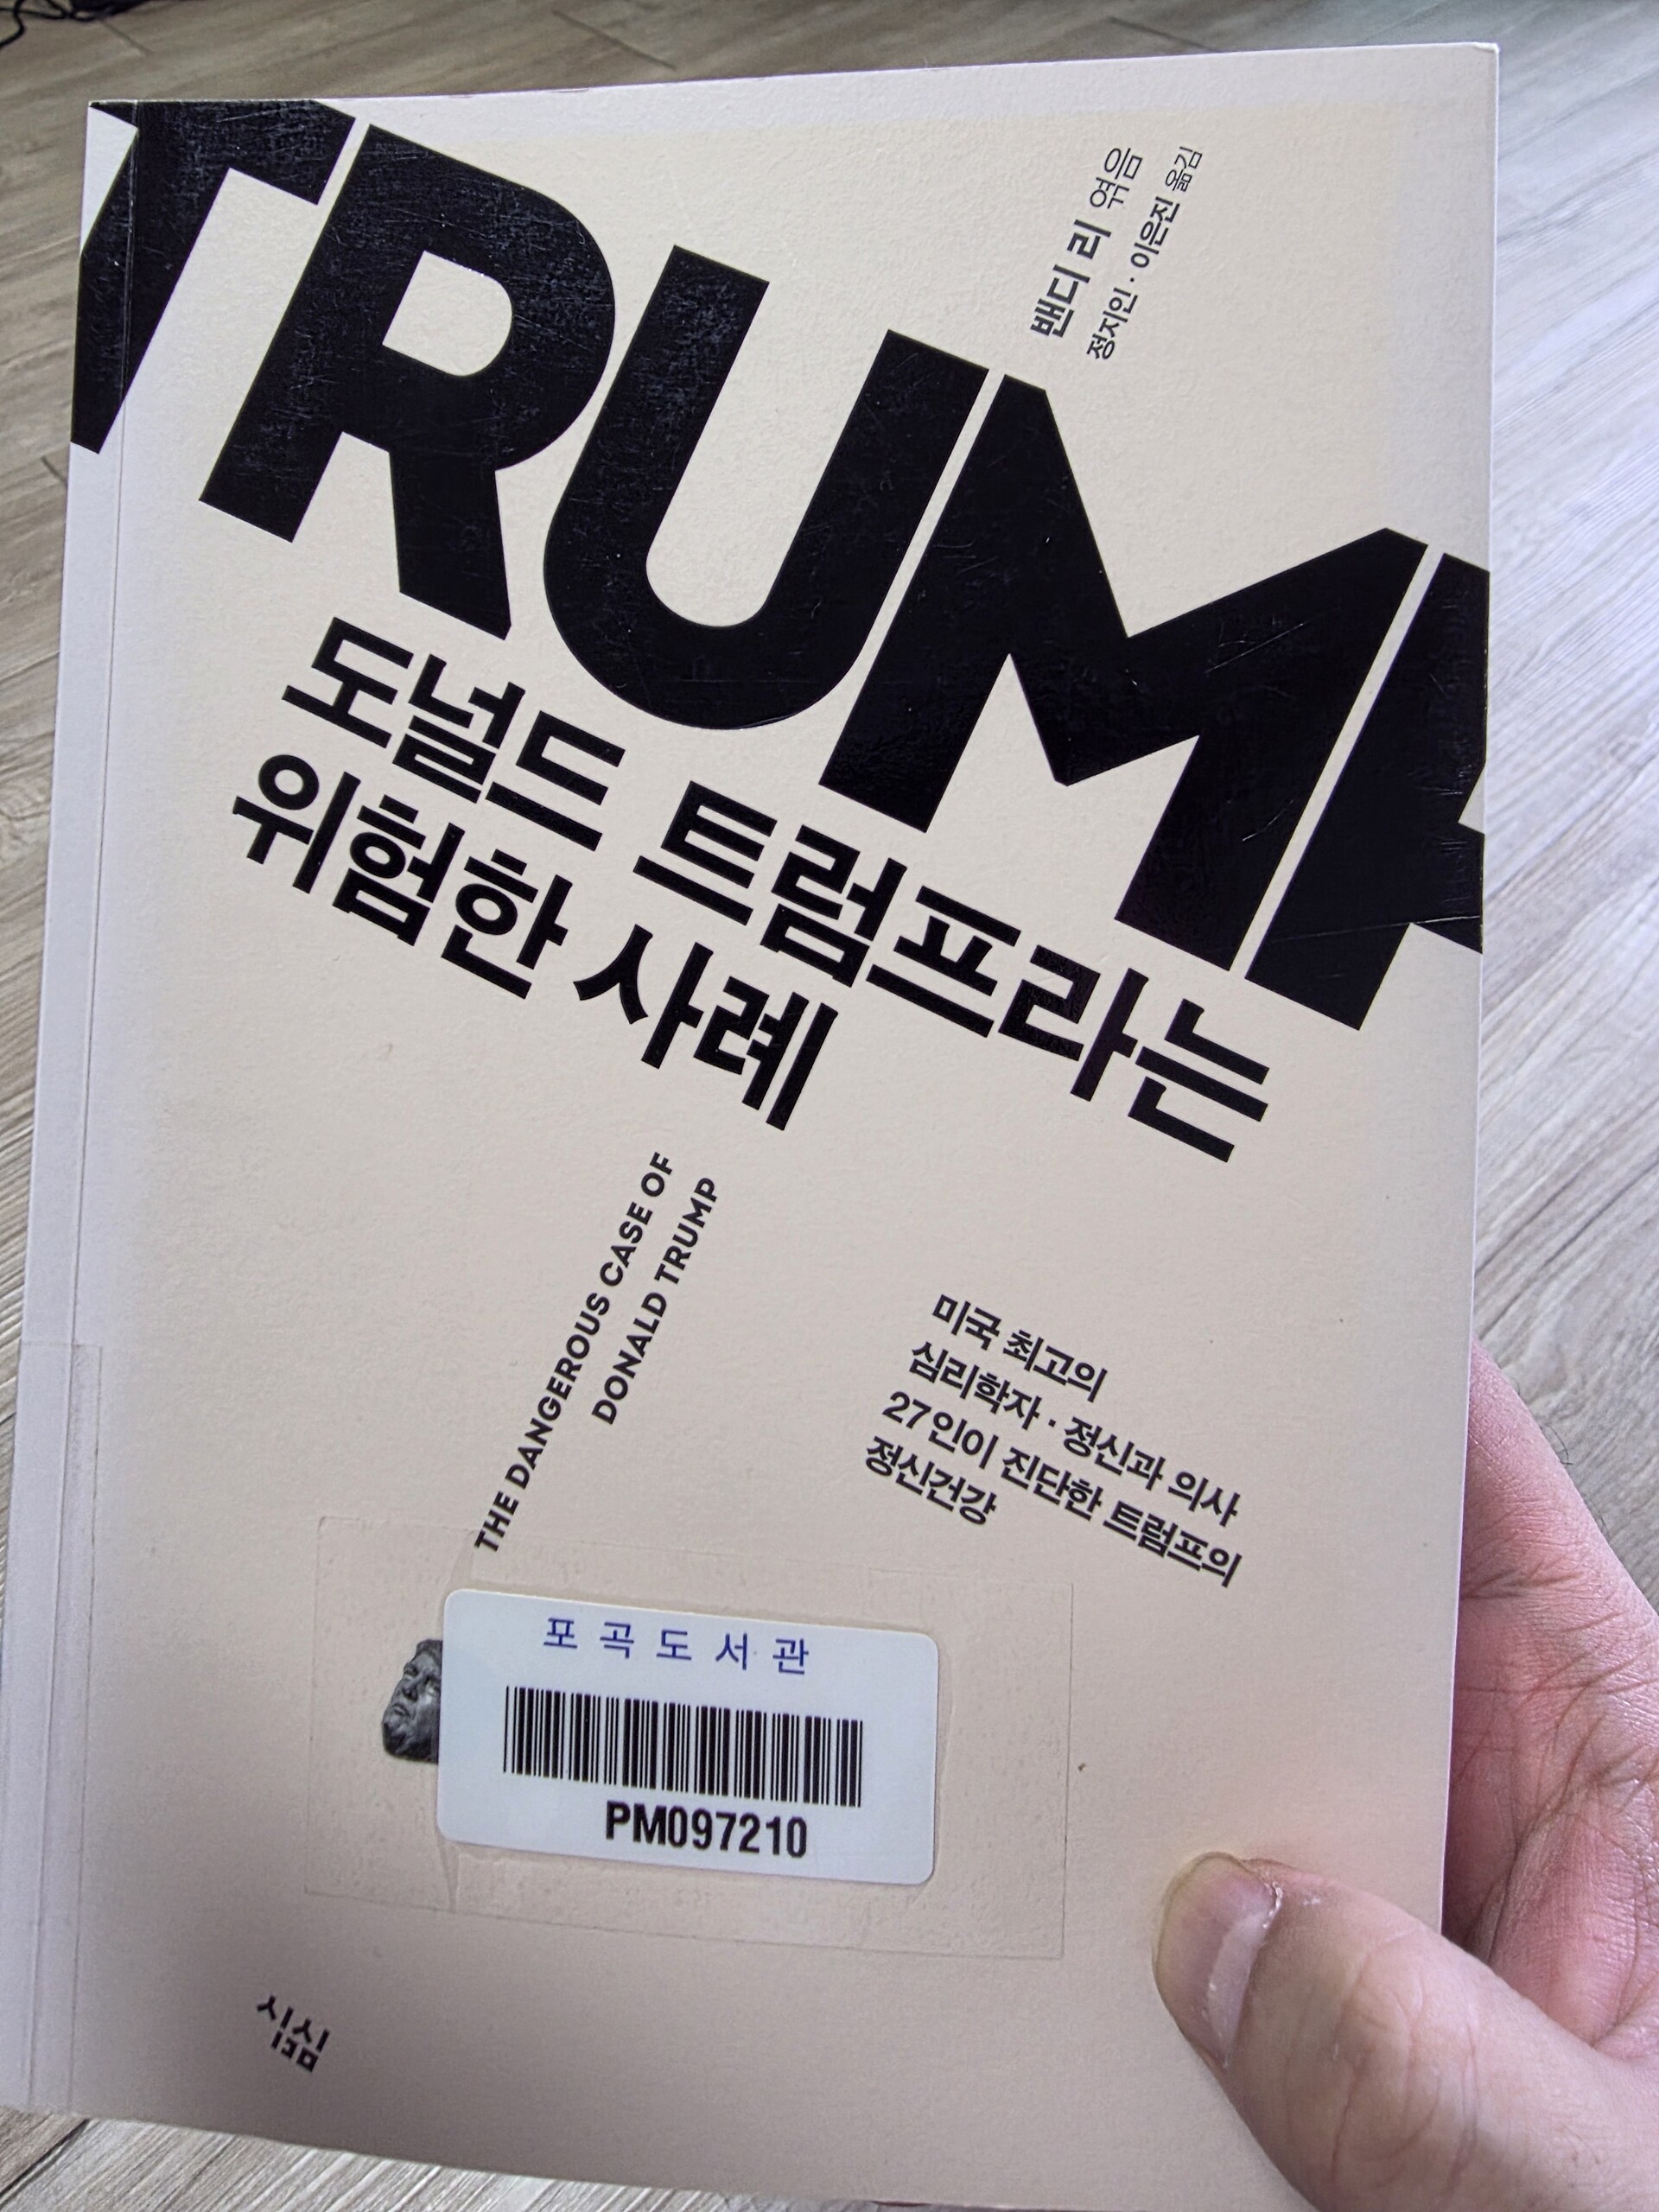 TRUMP
밴디 리 엮음
정지인 · 이은진 옮김
도널드 트럼프라는
위험한 사례
THE DANGEROUS CASE OF
DONALD TRUMP
미국 최고의
심리학자 · 정신과 의사
27인이 진단한 트럼프의
정신건강
포곡도서관
PM097210
심심